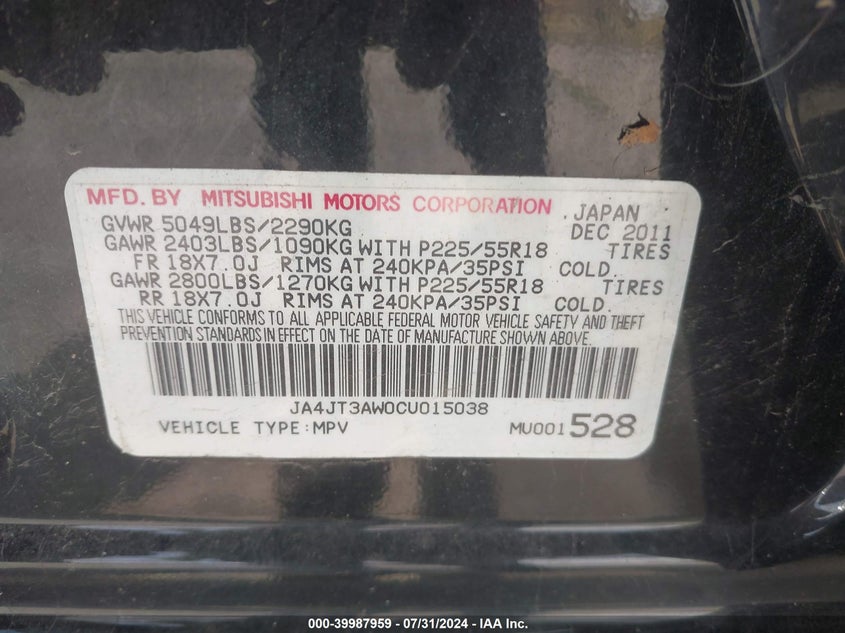 MFD. BY MITSUBISHI MOTORS CORPORATION , JAPAN
GVWR 5049LBS/2290KG DEC 2011
GAWR 2403LBS/1090KG WITH P225/55R18 TIRES
FR 18X7.0J RIMS AT 240KPA/35PSI COLD.
GAWR 2800LBS/1270KG WITH P225/55R18 TIRES
RR 18X7.0J RIMS AT 240KPA/35PSI COLD.
THIS VEHICLE CONFORMS TO ALL APPLICABLE FEDERAL MOTOR VEHICLE SAFETY AND THEFT
PREVENTION STANDARDS IN EFFECT ON THE DATE OF MANUFACTURE SHOWN ABOVE.
JA4JT3AW0CU015038
VEHICLE TYPE:MPV MU001528
000-39987959 - 07/31/2024 - IAA Inc.